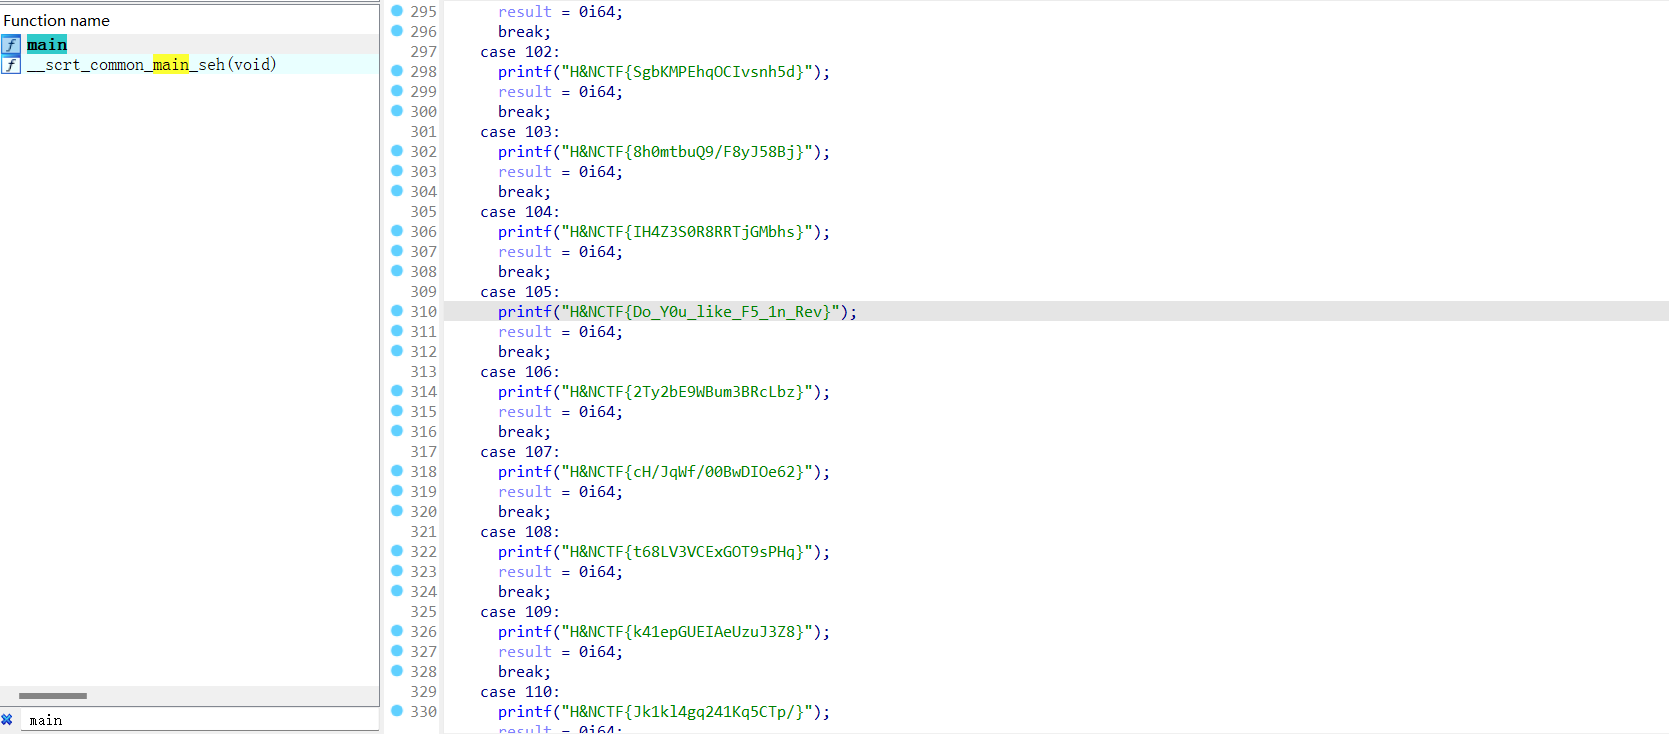 Function name
f main
f __scrt_common_main_seh(void)
main
295 result = 0i64;
296 break;
297 case 102:
298 printf("H&NCTF{SgbKMPEhqOCIvsnh5d}");
299 result = 0i64;
300 break;
301 case 103:
302 printf("H&NCTF{8h0mtbuQ9/F8yJ58Bj}");
303 result = 0i64;
304 break;
305 case 104:
306 printf("H&NCTF{IH4Z3S0R8RRTjGMbhs}");
307 result = 0i64;
308 break;
309 case 105:
310 printf("H&NCTF{Do_Y0u_like_F5_1n_Rev}");
311 result = 0i64;
312 break;
313 case 106:
314 printf("H&NCTF{2Ty2bE9WBum3BRcLbz}");
315 result = 0i64;
316 break;
317 case 107:
318 printf("H&NCTF{cH/JqWf/00BwDIOe62}");
319 result = 0i64;
320 break;
321 case 108:
322 printf("H&NCTF{t68LV3VCExGOT9sPHq}");
323 result = 0i64;
324 break;
325 case 109:
326 printf("H&NCTF{k41epGUEIAeUzuJ3Z8}");
327 result = 0i64;
328 break;
329 case 110:
330 printf("H&NCTF{Jk1kl4gq241Kq5CTp/}");
result = 0i64;